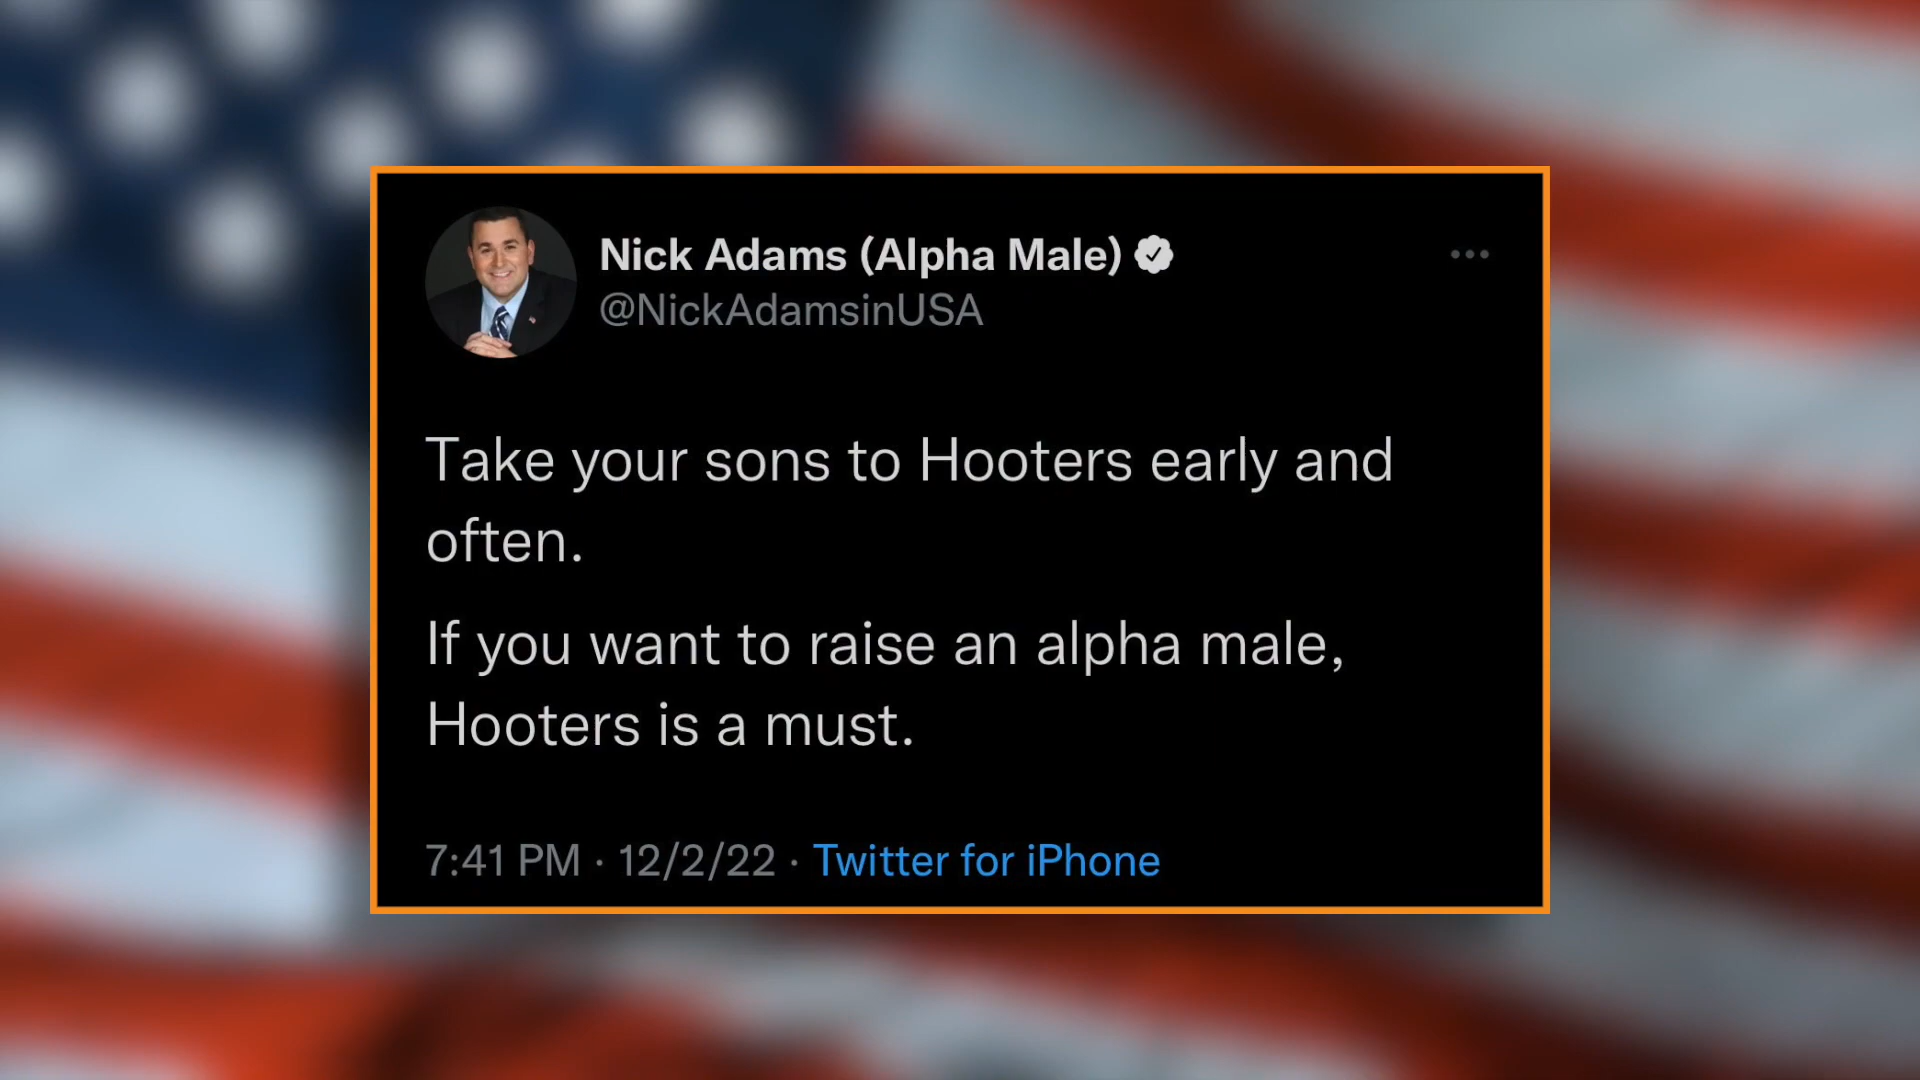 Nick Adams (Alpha Male)
@NickAdamsinUSA
Take your sons to Hooters early and
often.
If you want to raise an alpha male,
Hooters is a must.
7:41 PM · 12/2/22 · Twitter for iPhone